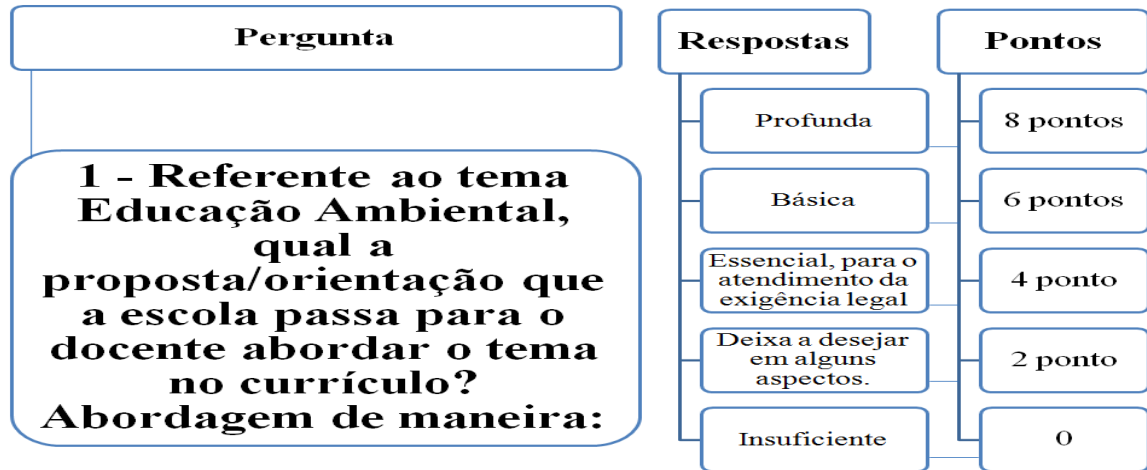 Pergunta
1 - Referente ao tema
Educação Ambiental,
qual a
proposta/orientação que
a escola passa para o
docente abordar o tema
no currículo?
Abordagem de maneira:
Respostas
Profunda
Básica
Essencial, para o
atendimento da
exigência legal
Deixa a desejar
em alguns
aspectos.
Insuficiente
Pontos
8 pontos
6 pontos
4 ponto
2 ponto
0